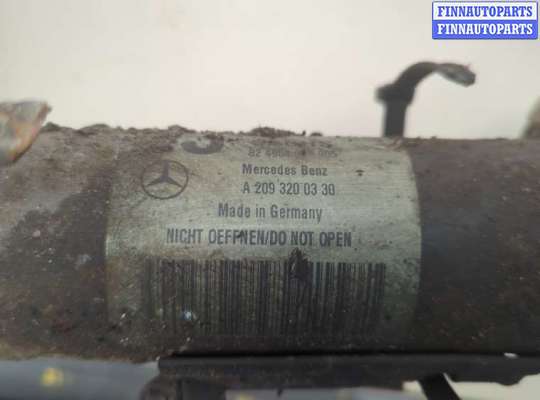 FINNAUTOPARTS
FINNAUTOPARTS
Mercedes Benz
A 209 320 03 30
Made in Germany
NICHT OEFFNEN/DO NOT OPEN